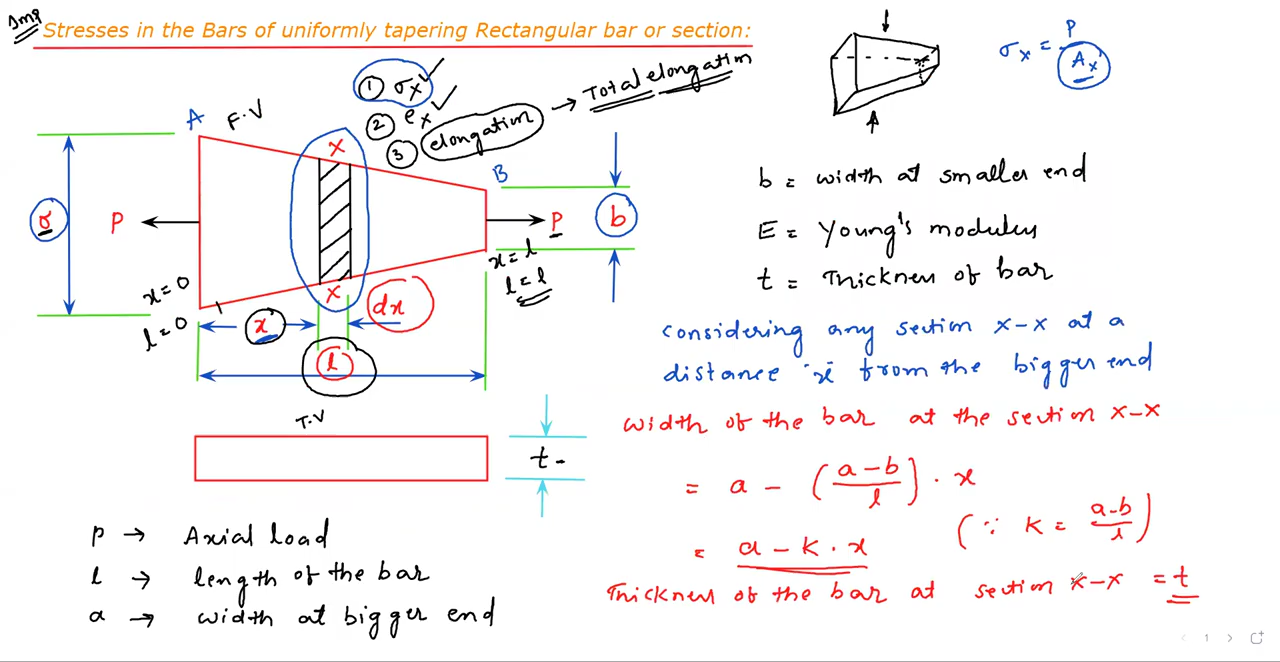 Imp
Stresses in the Bars of uniformly tapering Rectangular bar or section:
① σx ✓
② ex ✓
③ elongation → Total elongation
σx = P / Ax
A F.V
x
B
P
P
b
x = 0
l = 0
x = l
l = l
x
x
dx
l
T.V
t -
P → Axial load
l → length of the bar
a → width at bigger end
b = width at smaller end
E = Young's modulus
t = Thickness of bar
Considering any section x-x at a
distance 'x' from the bigger end
Width of the bar at the section x-x
= a - ((a-b)/l) . x
= a - K . x (∵ K = (a-b)/l)
Thickness of the bar at section x-x = t
1